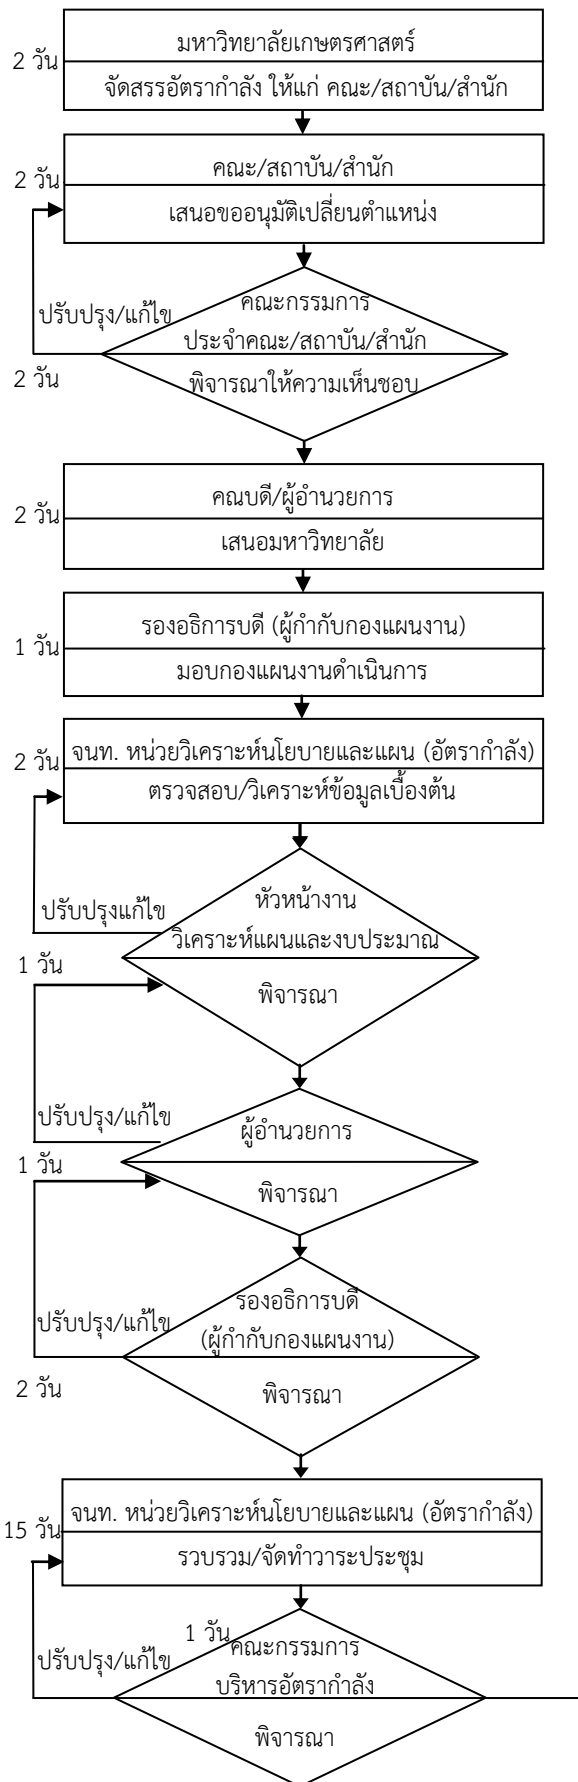 มหาวิทยาลัยเกษตรศาสตร์
2 วัน
จัดสรรอัตรากำลัง ให้แก่ คณะ/สถาบัน/สำนัก
คณะ/สถาบัน/สำนัก
2 วัน
เสนอขออนุมัติเปลี่ยนตำแหน่ง
คณะกรรมการ
ปรับปรุง/แก้ไข
ประจำคณะ/สถาบัน/สำนัก
2 วัน
พิจารณาให้ความเห็นชอบ
คณบดี/ผู้อำนวยการ
2 วัน
เสนอมหาวิทยาลัย
รองอธิการบดี (ผู้กำกับกองแผนงาน)
1 วัน
มอบกองแผนงานดำเนินการ
จนท. หน่วยวิเคราะห์นโยบายและแผน (อัตรากำลัง)
2 วัน
ตรวจสอบ/วิเคราะห์ข้อมูลเบื้องต้น
หัวหน้างาน
ปรับปรุงแก้ไข
วิเคราะห์แผนและงบประมาณ
1 วัน
พิจารณา
ปรับปรุง/แก้ไข
ผู้อำนวยการ
1 วัน
พิจารณา
รองอธิการบดี
ปรับปรุง/แก้ไข
(ผู้กำกับกองแผนงาน)
2 วัน
พิจารณา
จนท. หน่วยวิเคราะห์นโยบายและแผน (อัตรากำลัง)
15 วัน
รวบรวม/จัดทำวาระประชุม
1 วัน
คณะกรรมการ
ปรับปรุง/แก้ไข
บริหารอัตรากำลัง
พิจารณา